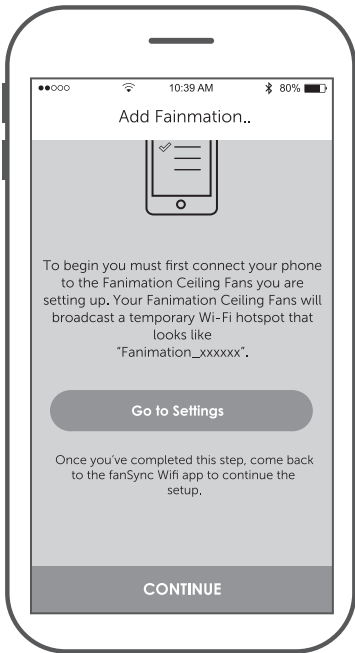 10:39 AM
80%
Add Fainmation..
To begin you must first connect your phone
to the Fanimation Ceiling Fans you are
setting up. Your Fanimation Ceiling Fans will
broadcast a temporary Wi-Fi hotspot that
looks like
"Fanimation_xxxxxx".
Go to Settings
Once you've completed this step, come back
to the fanSync Wifi app to continue the
setup.
CONTINUE